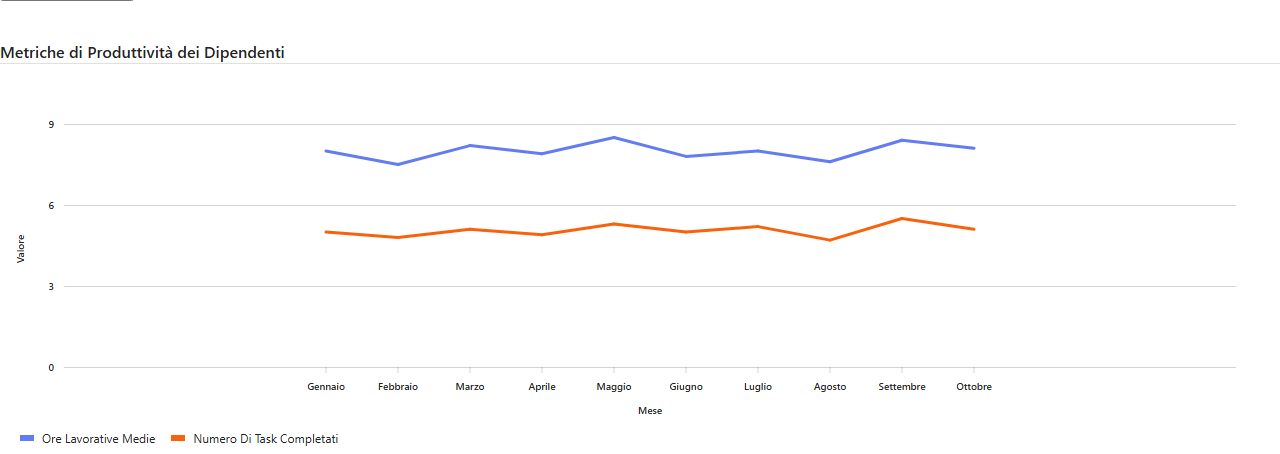 Metriche di Produttività dei Dipendenti
9
6
3
0
Valore
Gennaio Febbraio Marzo Aprile Maggio Giugno Luglio Agosto Settembre Ottobre
Mese
Ore Lavorative Medie Numero Di Task Completati